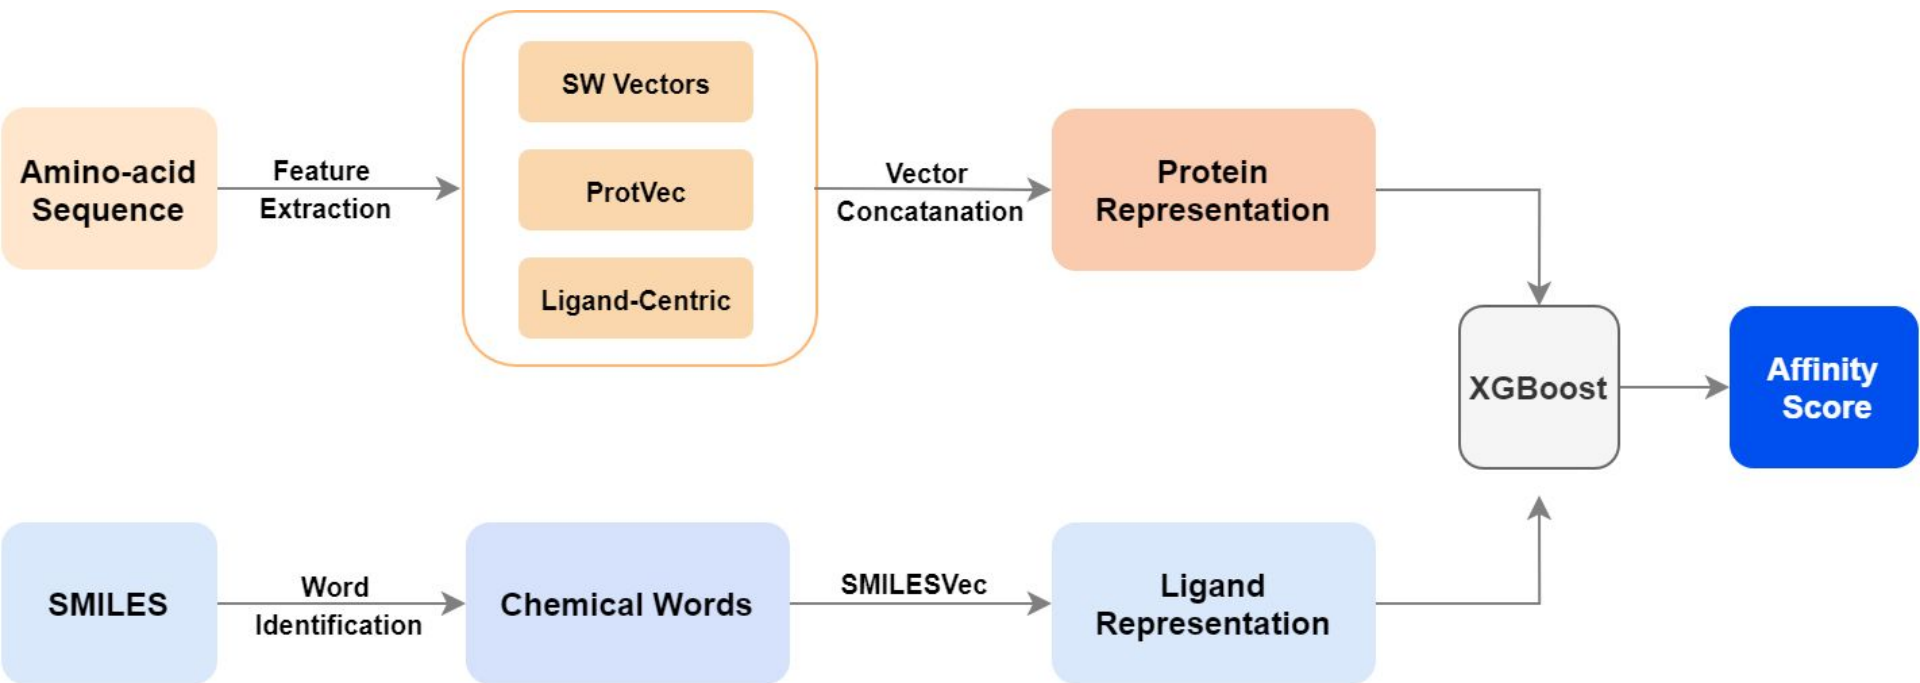 Amino-acid
Sequence
Feature
Extraction
SW Vectors
ProtVec
Ligand-Centric
Vector
Concatanation
Protein
Representation
XGBoost
Affinity
Score
SMILES
Word
Identification
Chemical Words
SMILESVec
Ligand
Representation